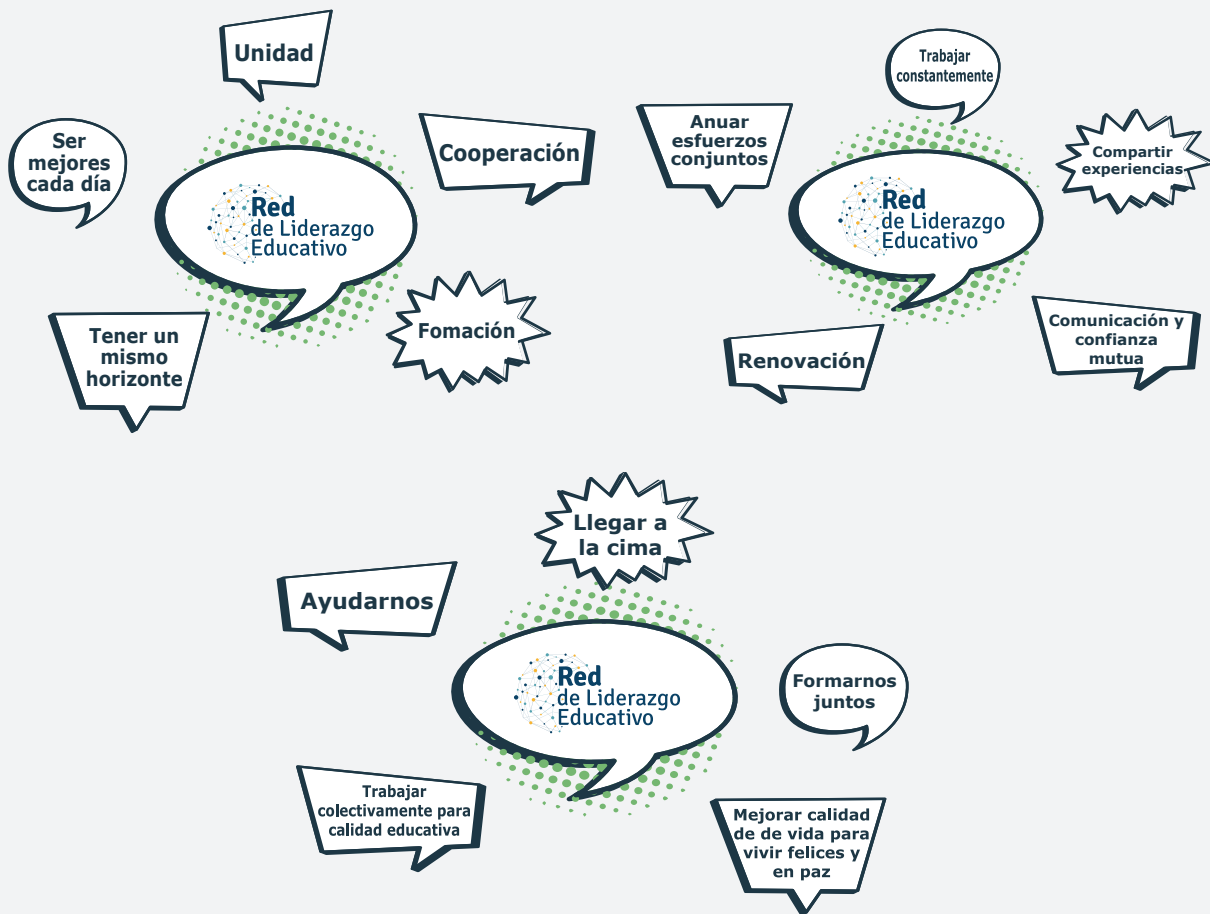 Unidad
Ser
mejores
cada día
Cooperación
Red
de Liderazgo
Educativo
Tener un
mismo
horizonte
Fomación
Trabajar
constantemente
Anuar
esfuerzos
conjuntos
Compartir
experiencias
Red
de Liderazgo
Educativo
Renovación
Comunicación y
confianza
mutua
Llegar a
la cima
Ayudarnos
Red
de Liderazgo
Educativo
Formarnos
juntos
Trabajar
colectivamente para
calidad educativa
Mejorar calidad
de de vida para
vivir felices y
en paz